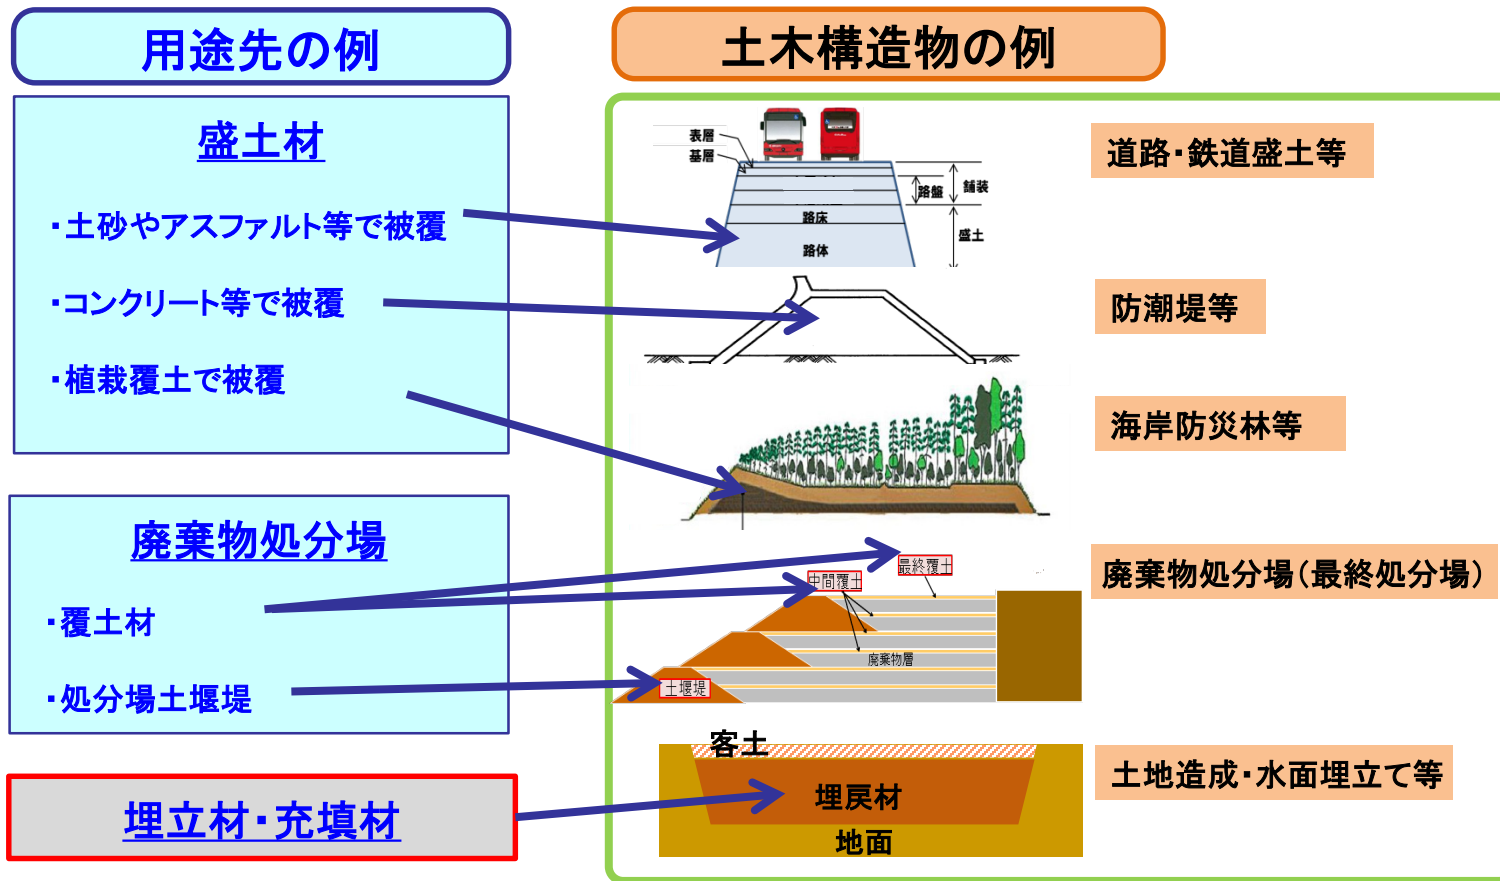 用途先の例
土木構造物の例
盛土材
・土砂やアスファルト等で被覆
・コンクリート等で被覆
・植栽覆土で被覆
表層
基層
路盤
舗装
路床
盛土
路体
道路・鉄道盛土等
防潮堤等
海岸防災林等
廃棄物処分場
・覆土材
・処分場土堰堤
最終覆土
中間覆土
廃棄物層
土堰堤
廃棄物処分場（最終処分場）
埋立材・充填材
客土
埋戻材
地面
土地造成・水面埋立て等